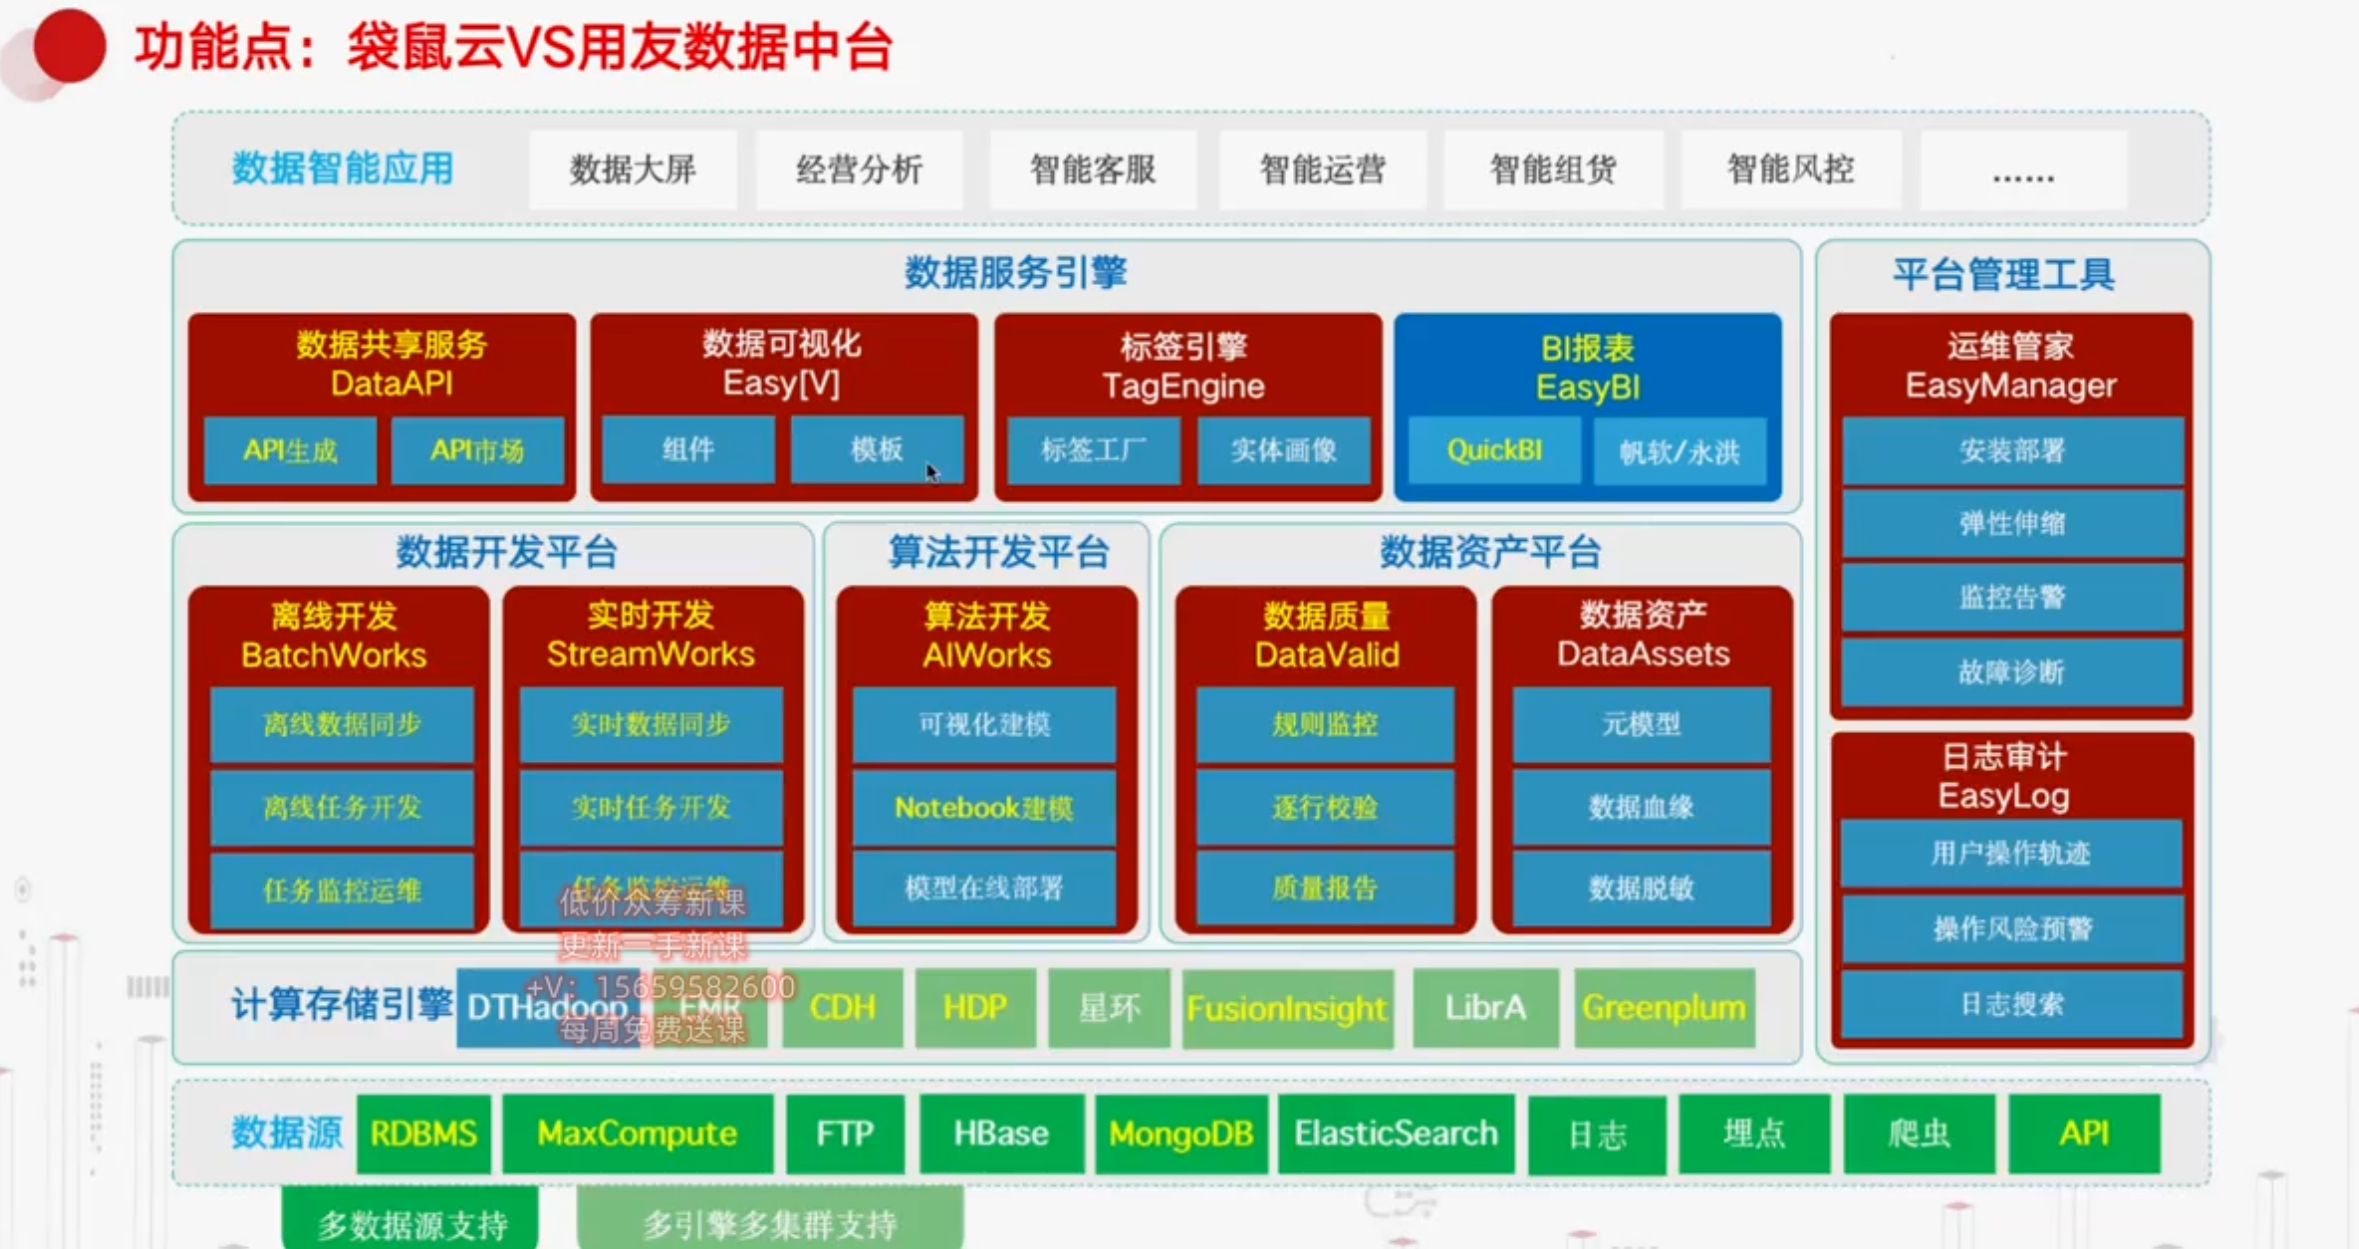 功能点：袋鼠云VS用友数据中台
数据智能应用
数据大屏
经营分析
智能客服
智能运营
智能组货
智能风控
......
数据服务引擎
数据共享服务
DataAPI
API生成
API市场
数据可视化
Easy[V]
组件
模板
标签引擎
TagEngine
标签工厂
实体画像
BI报表
EasyBI
QuickBI
帆软/永洪
平台管理工具
运维管家
EasyManager
安装部署
弹性伸缩
监控告警
故障诊断
日志审计
EasyLog
用户操作轨迹
操作风险预警
日志搜索
数据开发平台
离线开发
BatchWorks
离线数据同步
离线任务开发
任务监控运维
实时开发
StreamWorks
实时数据同步
实时任务开发
任务监控运维
算法开发平台
算法开发
AIWorks
可视化建模
Notebook建模
模型在线部署
数据资产平台
数据质量
DataValid
规则监控
逐行校验
质量报告
数据资产
DataAssets
元模型
数据血缘
数据脱敏
低价众筹新课
更新一手新课
+V: 15659582600
每周免费送课
计算存储引擎
DTHadoop
EMR
CDH
HDP
星环
FusionInsight
LibrA
Greenplum
数据源
RDBMS
MaxCompute
FTP
HBase
MongoDB
ElasticSearch
日志
埋点
爬虫
API
多数据源支持
多引擎多集群支持